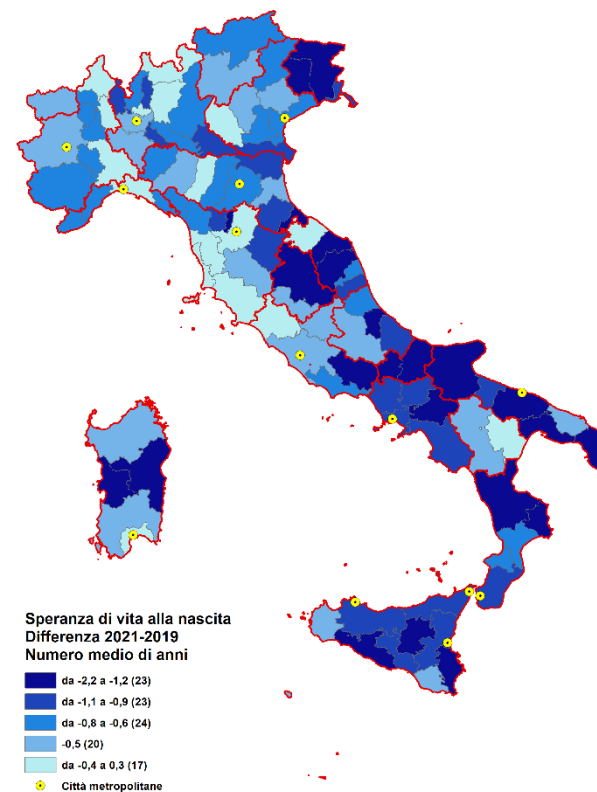 Speranza di vita alla nascita
Differenza 2021-2019
Numero medio di anni
da -2,2 a -1,2 (23)
da -1,1 a -0,9 (23)
da -0,8 a -0,6 (24)
-0,5 (20)
da -0,4 a 0,3 (17)
Città metropolitane